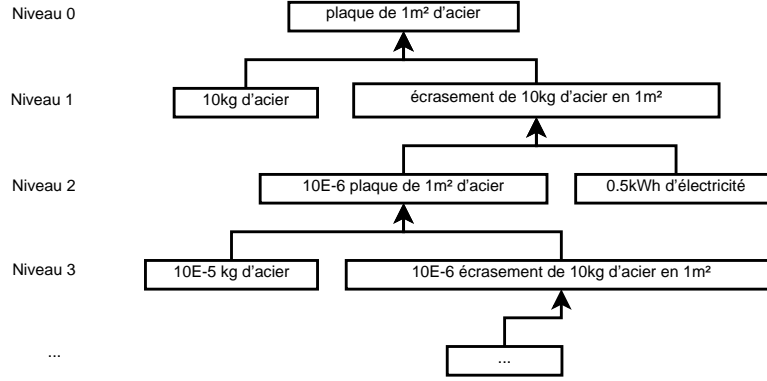 Niveau 0
plaque de 1m² d'acier
Niveau 1
10kg d'acier
écrasement de 10kg d'acier en 1m²
Niveau 2
10E-6 plaque de 1m² d'acier
0.5kWh d'électricité
Niveau 3
10E-5 kg d'acier
10E-6 écrasement de 10kg d'acier en 1m²
...
...